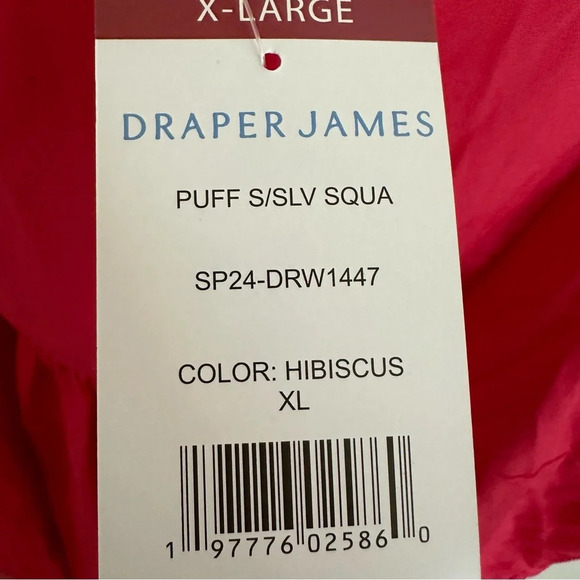 X-LARGE
DRAPER JAMES
PUFF S/SLV SQUA
SP24-DRW1447
COLOR: HIBISCUS
XL
1 97776 02586 0